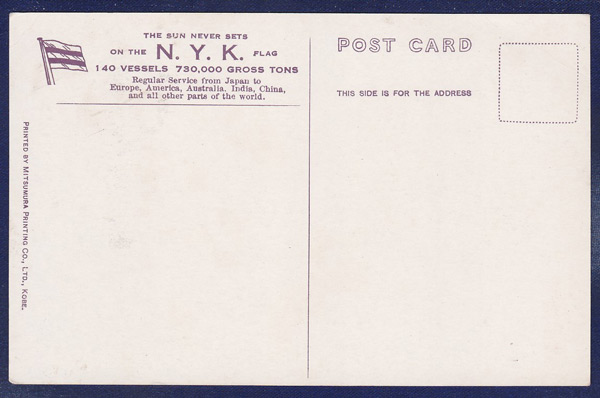 THE SUN NEVER SETS
ON THE N. Y. K. FLAG
140 VESSELS 730,000 GROSS TONS
Regular Service from Japan to
Europe, America, Australia. India, China,
and all other parts of the world.
PRINTED BY MITSUMURA PRINTING CO., LTD., KOBE.
POST CARD
THIS SIDE IS FOR THE ADDRESS